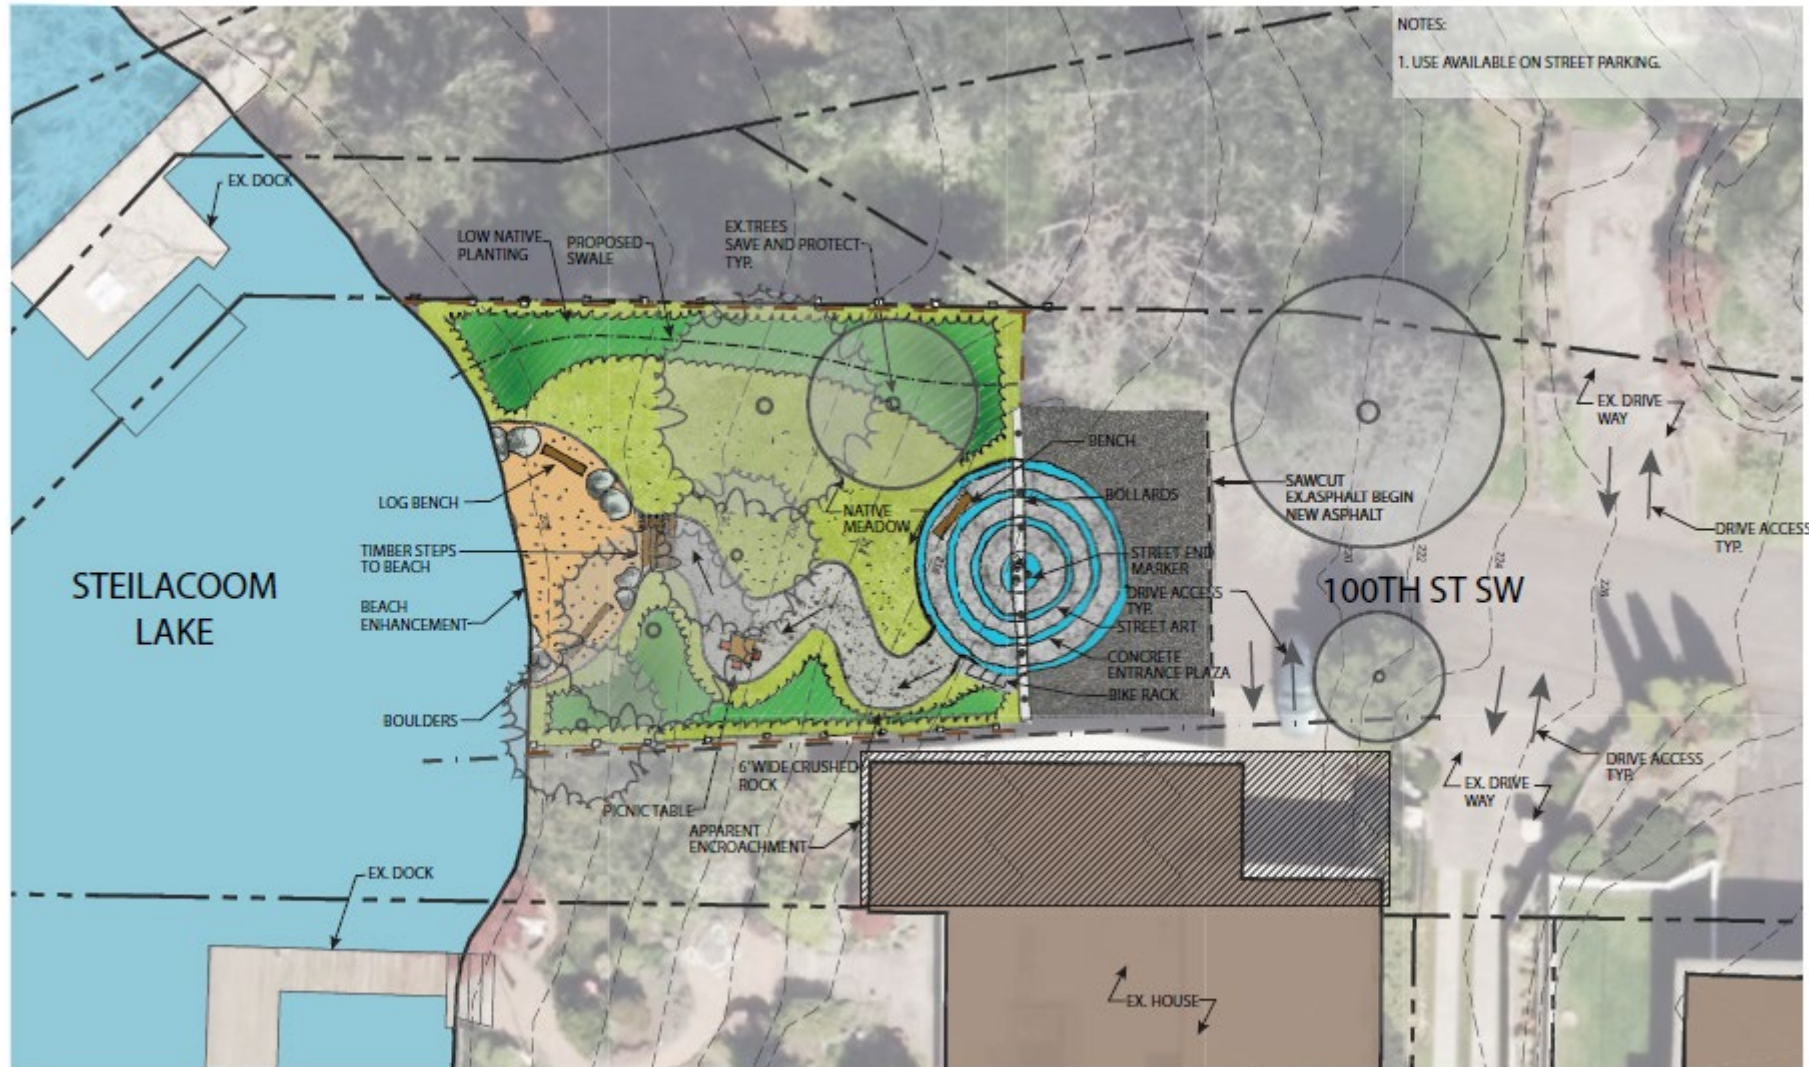 NOTES:
1. USE AVAILABLE ON STREET PARKING.
EX. DOCK
LOW NATIVE
PLANTING
PROPOSED
SWALE
EX.TREES
SAVE AND PROTECT
TYP.
BENCH
EX. DRIVE
WAY
LOG BENCH
NATIVE
MEADOW
BOLLARDS
SAWCUT
EX.ASPHALT BEGIN
NEW ASPHALT
DRIVE ACCESS
TYP.
TIMBER STEPS
TO BEACH
STREET END
MARKER
220
222
224
226
STEILACOOM
LAKE
BEACH
ENHANCEMENT
DRIVE ACCESS
TYP.
100TH ST SW
STREET ART
CONCRETE
ENTRANCE PLAZA
BIKE RACK
BOULDERS
6' WIDE CRUSHED
ROCK
DRIVE ACCESS
TYP.
EX. DRIVE
WAY
PICNIC TABLE
APPARENT
ENCROACHMENT
EX. DOCK
EX. HOUSE